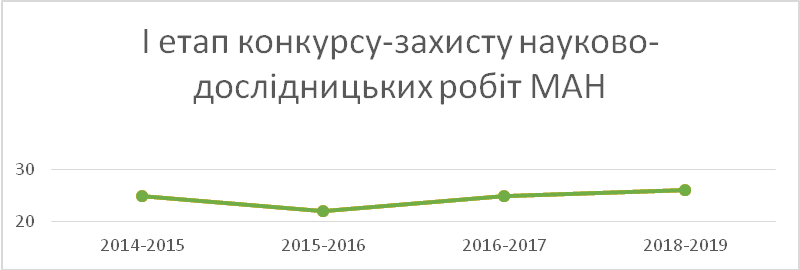 І етап конкурсу-захисту науково-
дослідницьких робіт МАН
30
20
2014-2015 2015-2016 2016-2017 2018-2019